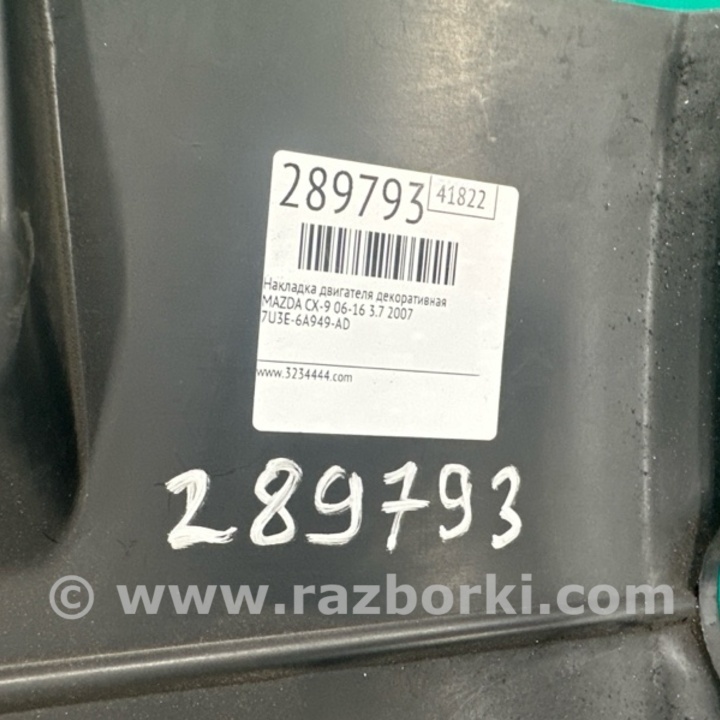 289793 41822
Накладка двигателя декоративная
MAZDA CX-9 06-16 3.7 2007
7U3E-6A949-AD
www.3234444.com
289793
© www.razborki.com